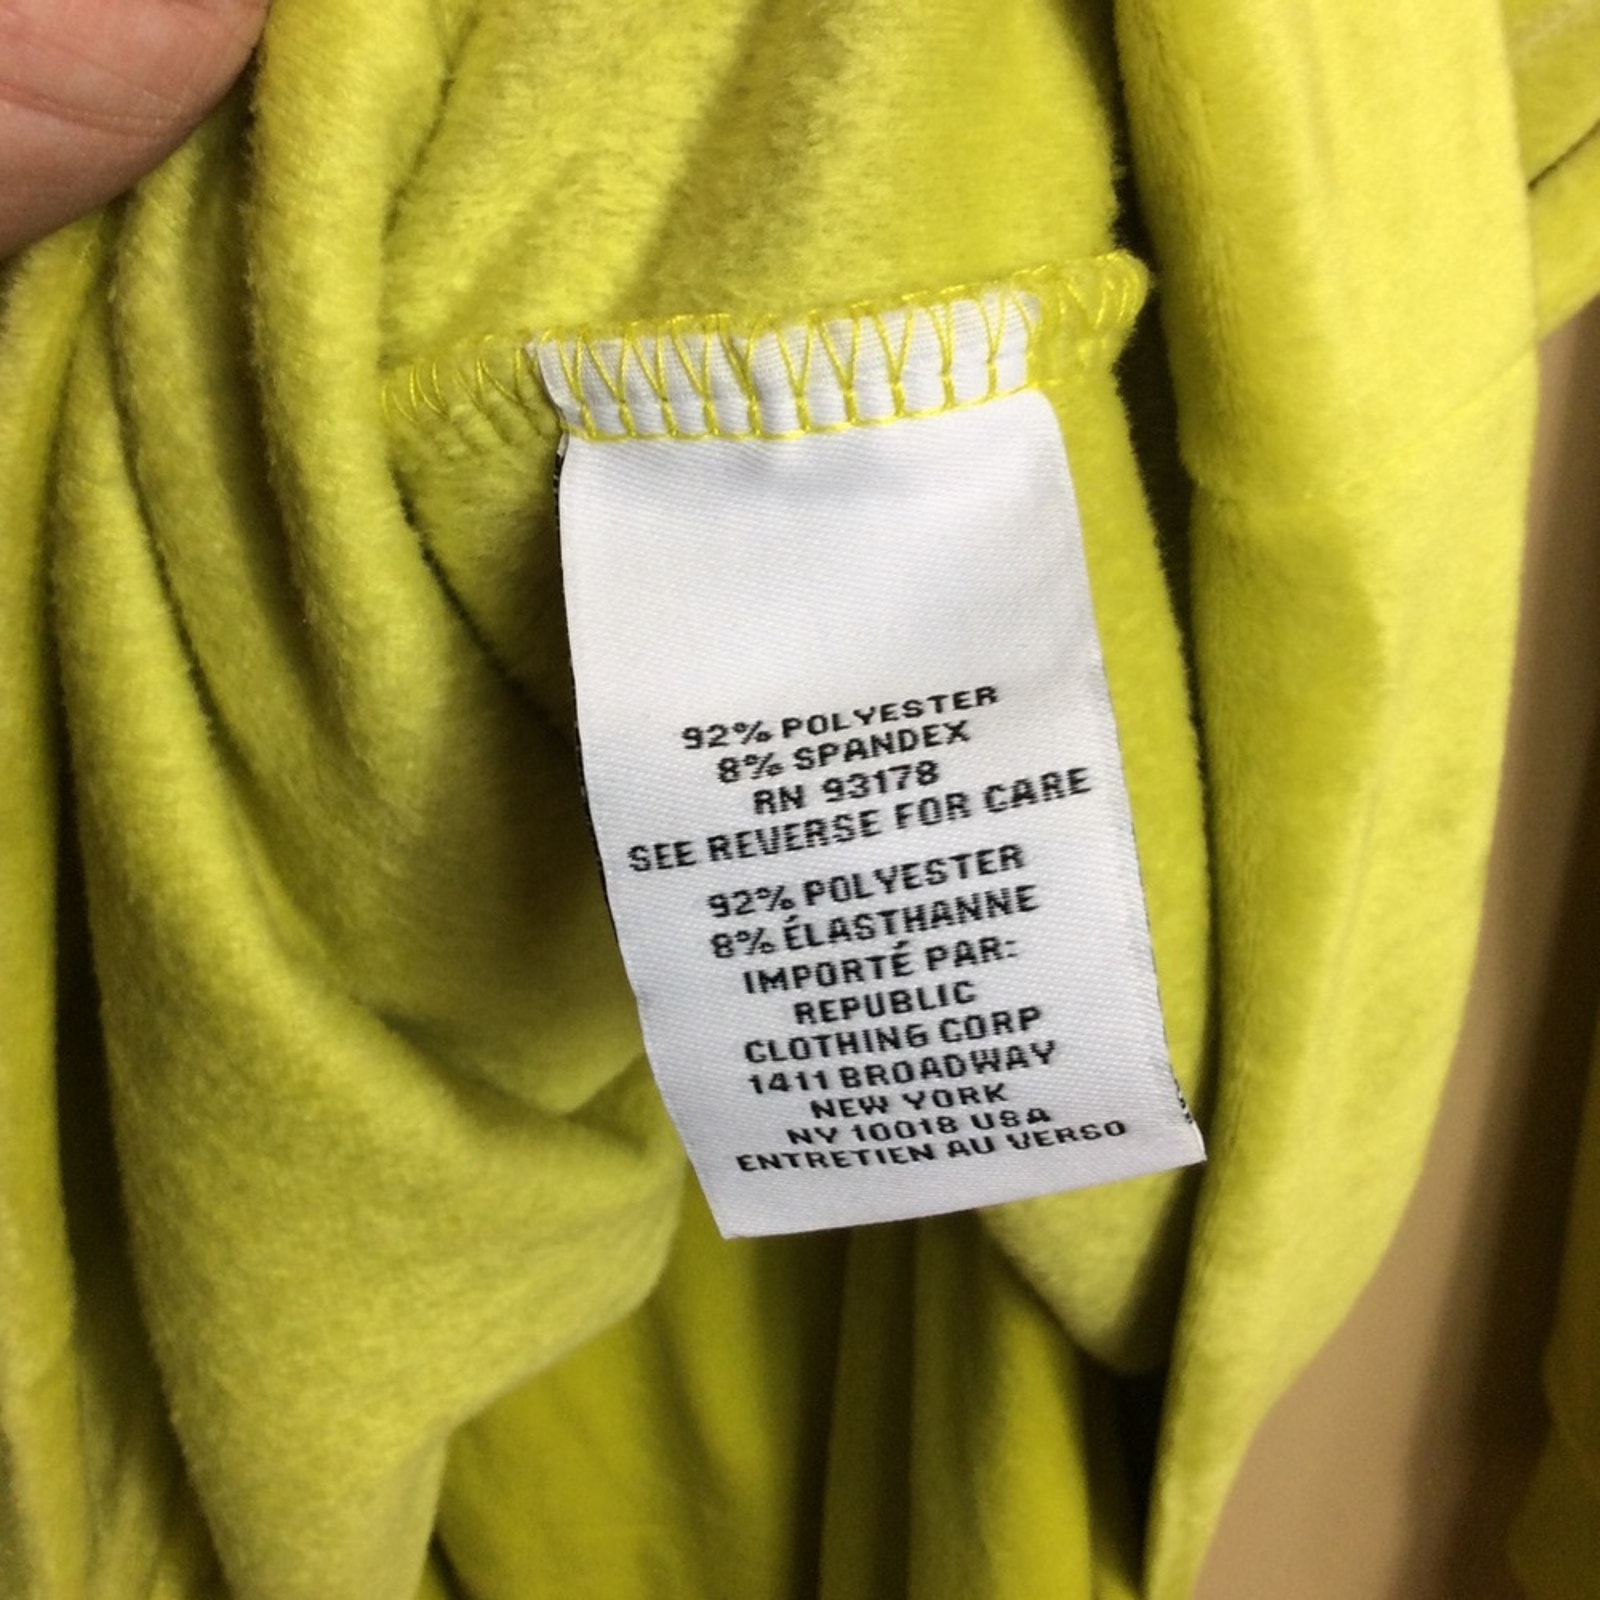 92% POLYESTER
8% SPANDEX
RN 93178
SEE REVERSE FOR CARE
92% POLYESTER
8% ÉLASTHANNE
IMPORTÉ PAR:
REPUBLIC
CLOTHING CORP
1411 BROADWAY
NEW YORK
NY 10018 USA
ENTRETIEN AU VERSO